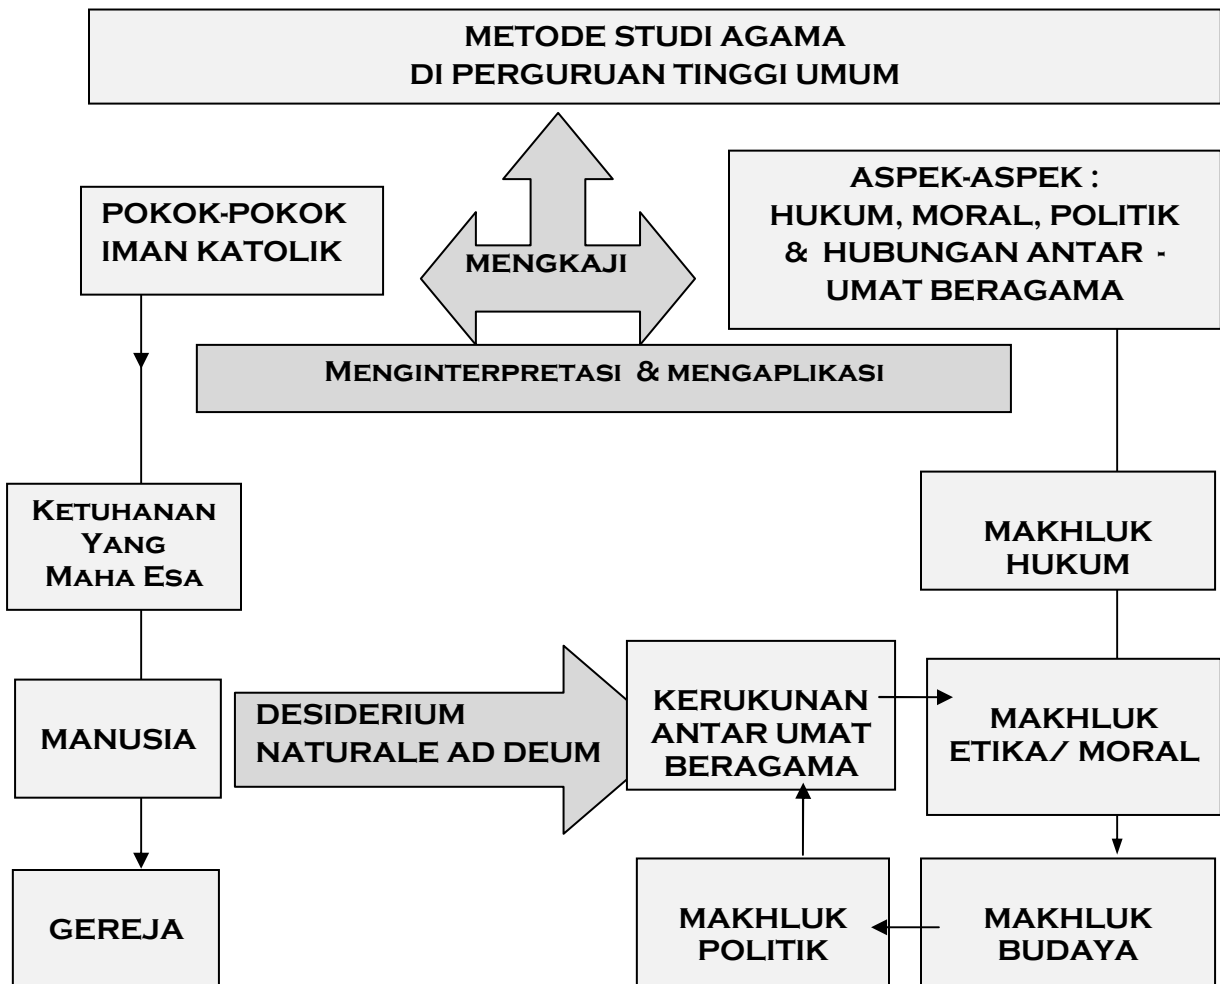 METODE STUDI AGAMA
DI PERGURUAN TINGGI UMUM
POKOK-POKOK
IMAN KATOLIK
MENGKAJI
ASPEK-ASPEK :
HUKUM, MORAL, POLITIK
& HUBUNGAN ANTAR -
UMAT BERAGAMA
MENGINTERPRETASI & MENGAPLIKASI
KETUHANAN
YANG
MAHA ESA
MAKHLUK
HUKUM
MANUSIA
DESIDERIUM
NATURALE AD DEUM
KERUKUNAN
ANTAR UMAT
BERAGAMA
MAKHLUK
ETIKA/ MORAL
GEREJA
MAKHLUK
POLITIK
MAKHLUK
BUDAYA